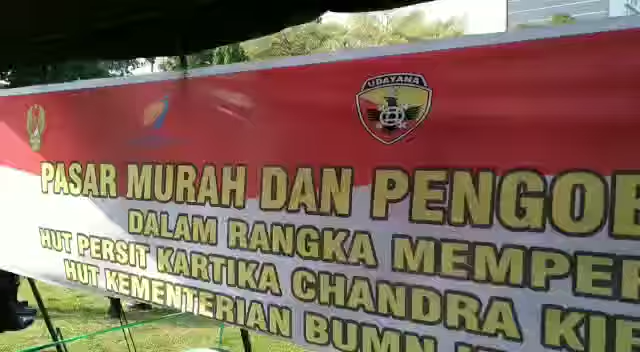 UDAYANA
PASAR MURAH DAN PENGOB
DALAM RANGKA MEMPER
HUT PERSIT KARTIKA CHANDRA KI
HUT KEMENTERIAN BUMN